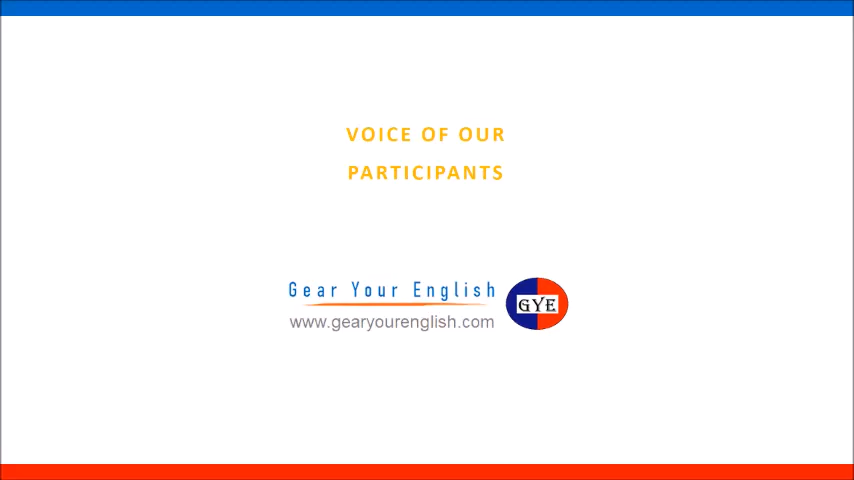 VOICE OF OUR
PARTICIPANTS
Gear Your English
www.gearyourenglish.com
GYE